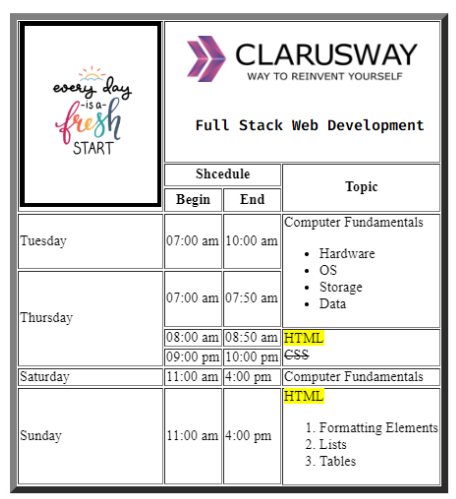 every day
-is a-
fresh
START
CLARUSWAY
WAY TO REINVENT YOURSELF
Full Stack Web Development
Shcedule
Topic
Begin End
Tuesday 07:00 am 10:00 am Computer Fundamentals
• Hardware
• OS
• Storage
• Data
Thursday 07:00 am 07:50 am
08:00 am 08:50 am HTML
09:00 pm 10:00 pm CSS
Saturday 11:00 am 4:00 pm Computer Fundamentals
Sunday 11:00 am 4:00 pm HTML
1. Formatting Elements
2. Lists
3. Tables